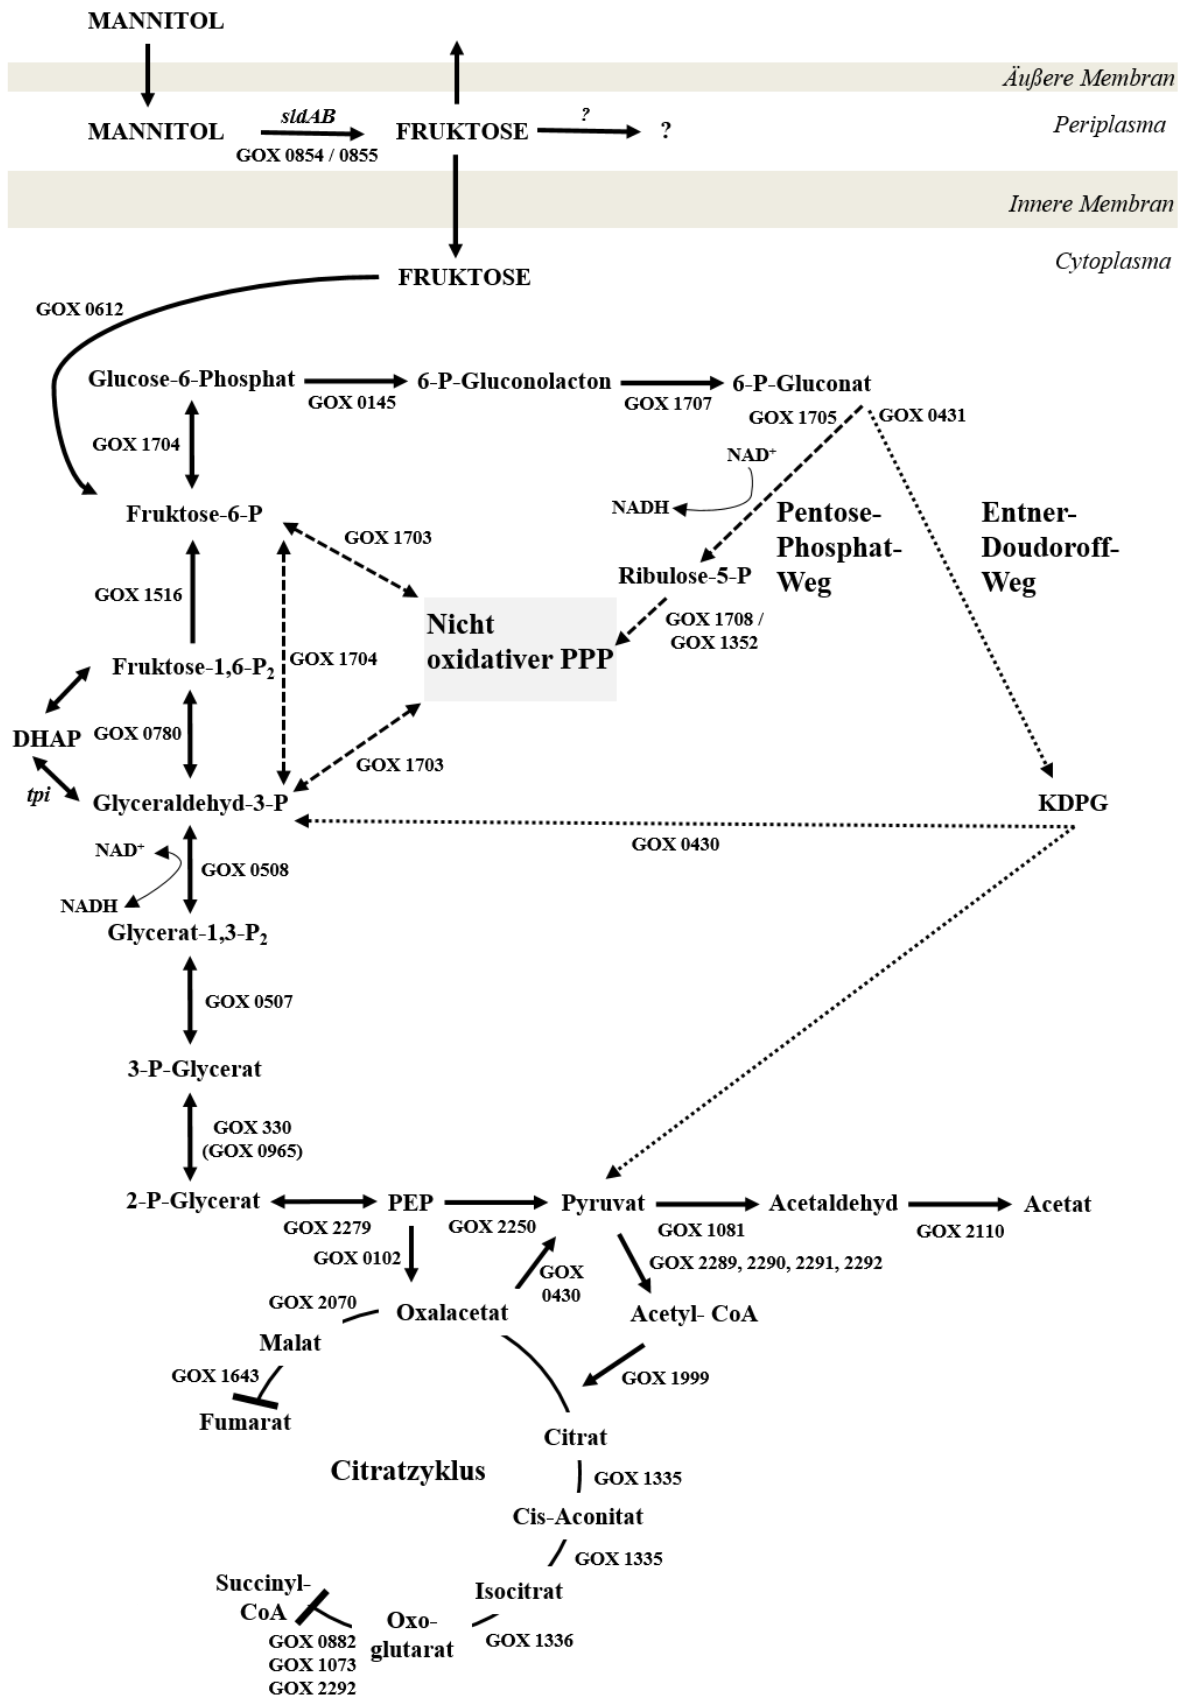 MANNITOL
Äußere Membran
MANNITOL
sldAB
GOX 0854 / 0855
FRUKTOSE
?
?
Periplasma
Innere Membran
Cytoplasma
FRUKTOSE
GOX 0612
Glucose-6-Phosphat
GOX 0145
6-P-Gluconolacton
GOX 1707
6-P-Gluconat
GOX 1705
GOX 0431
GOX 1704
NAD+
NADH
Fruktose-6-P
GOX 1703
Pentose-
Phosphat-
Weg
Entner-
Doudoroff-
Weg
Ribulose-5-P
GOX 1516
GOX 1708 /
GOX 1352
Nicht
oxidativer PPP
GOX 1704
Fruktose-1,6-P2
DHAP
GOX 0780
GOX 1703
tpi
Glyceraldehyd-3-P
KDPG
GOX 0430
NAD+
GOX 0508
NADH
Glycerat-1,3-P2
GOX 0507
3-P-Glycerat
GOX 330
(GOX 0965)
2-P-Glycerat
GOX 2279
PEP
GOX 2250
Pyruvat
GOX 1081
Acetaldehyd
GOX 2110
Acetat
GOX 0102
GOX
0430
GOX 2289, 2290, 2291, 2292
GOX 2070
Oxalacetat
Acetyl- CoA
Malat
GOX 1643
GOX 1999
Fumarat
Citrat
Citratzyklus
GOX 1335
Cis-Aconitat
GOX 1335
Succinyl-
CoA
Isocitrat
Oxo-
glutarat
GOX 1336
GOX 0882
GOX 1073
GOX 2292